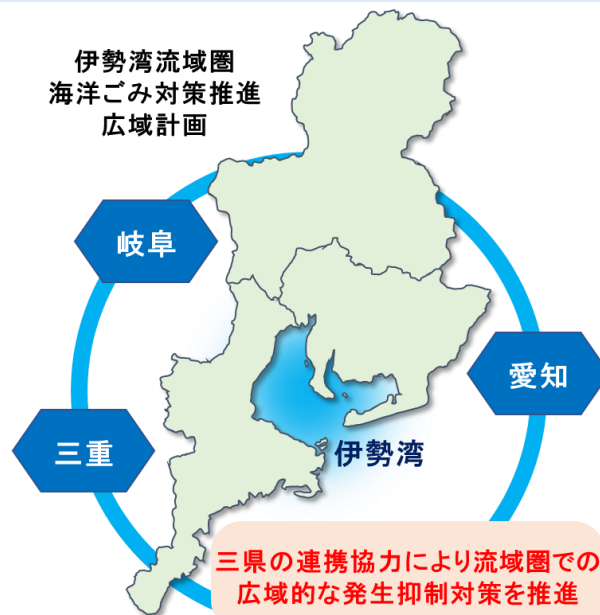 伊勢湾流域圏
海洋ごみ対策推進
広域計画
岐阜
愛知
三重
伊勢湾
三県の連携協力により流域圏での
広域的な発生抑制対策を推進